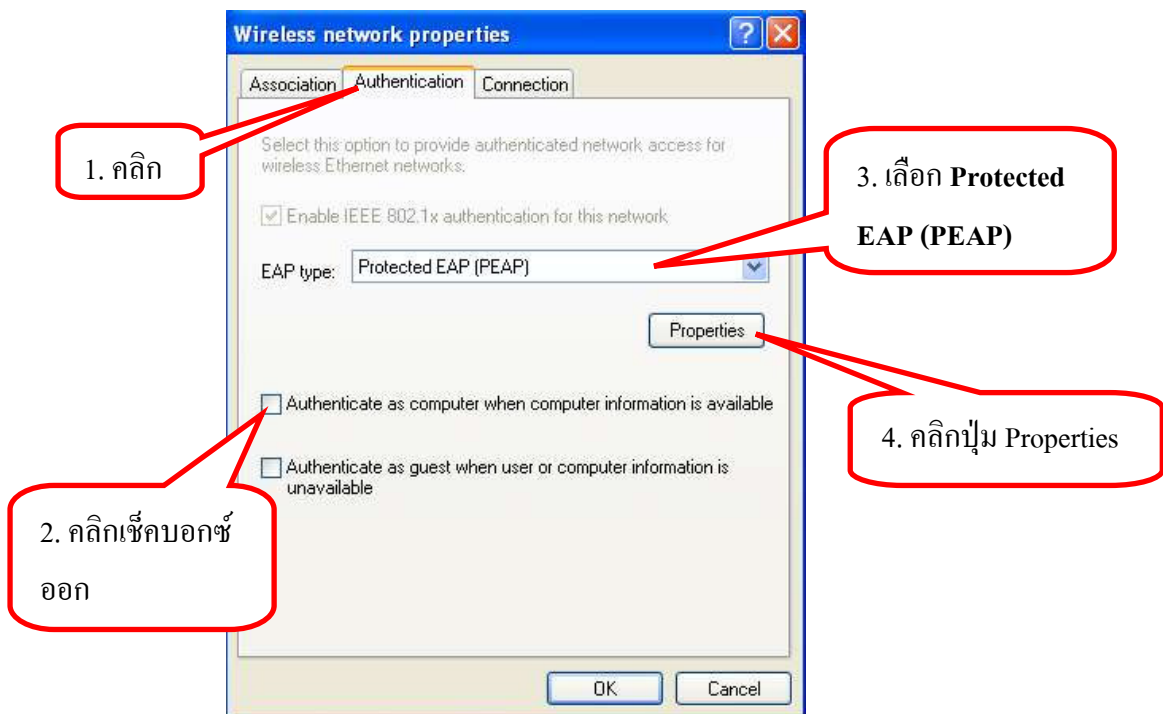 Wireless network properties
Association Authentication Connection
1. คลิก
Select this option to provide authenticated network access for
wireless Ethernet networks.
Enable IEEE 802.1x authentication for this network
3. เลือก Protected
EAP (PEAP)
EAP type: Protected EAP (PEAP)
Properties
Authenticate as computer when computer information is available
4. คลิกปุ่ม Properties
Authenticate as guest when user or computer information is
unavailable
2. คลิกเช็คบอกซ์
ออก
OK Cancel